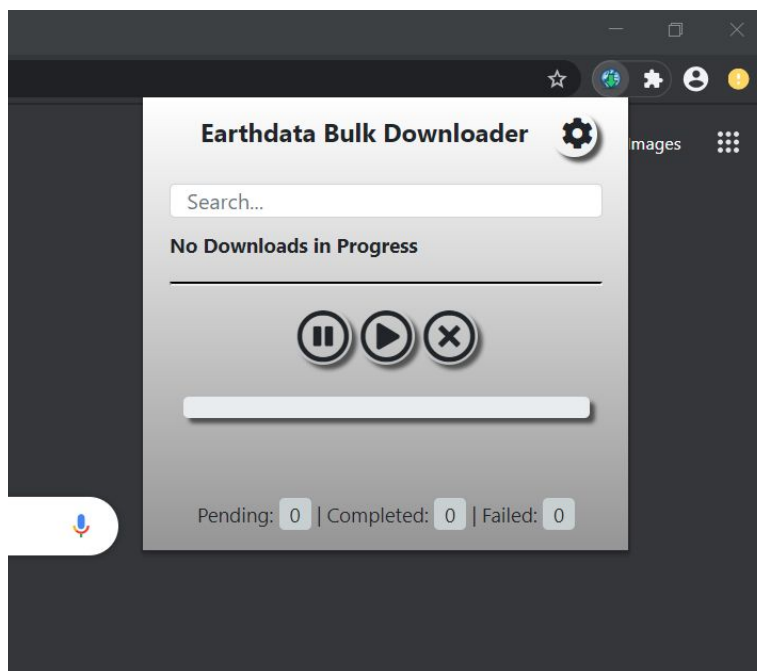 Earthdata Bulk Downloader
Images
Search...
No Downloads in Progress
Pending: 0 | Completed: 0 | Failed: 0